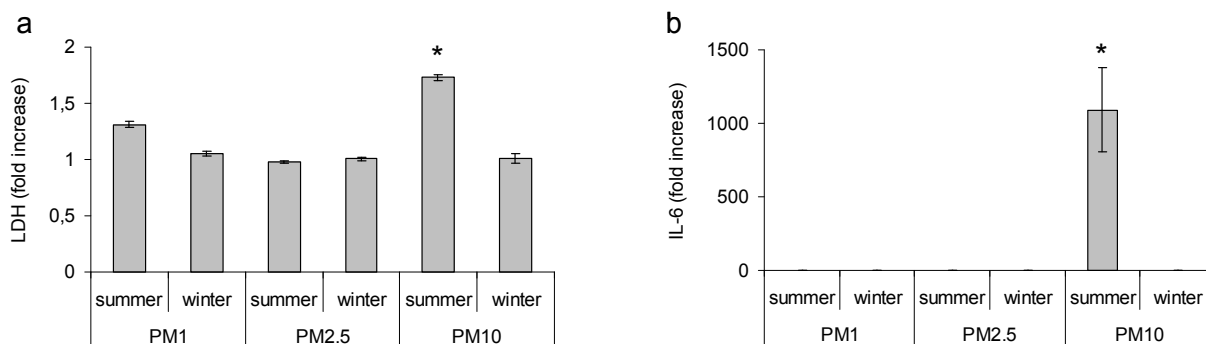 a
LDH (fold increase)
2
1,5
1
0,5
0
*
summer winter summer winter summer winter
PM1 PM2.5 PM10
b
IL-6 (fold increase)
1500
1000
500
0
*
summer winter summer winter summer winter
PM1 PM2.5 PM10